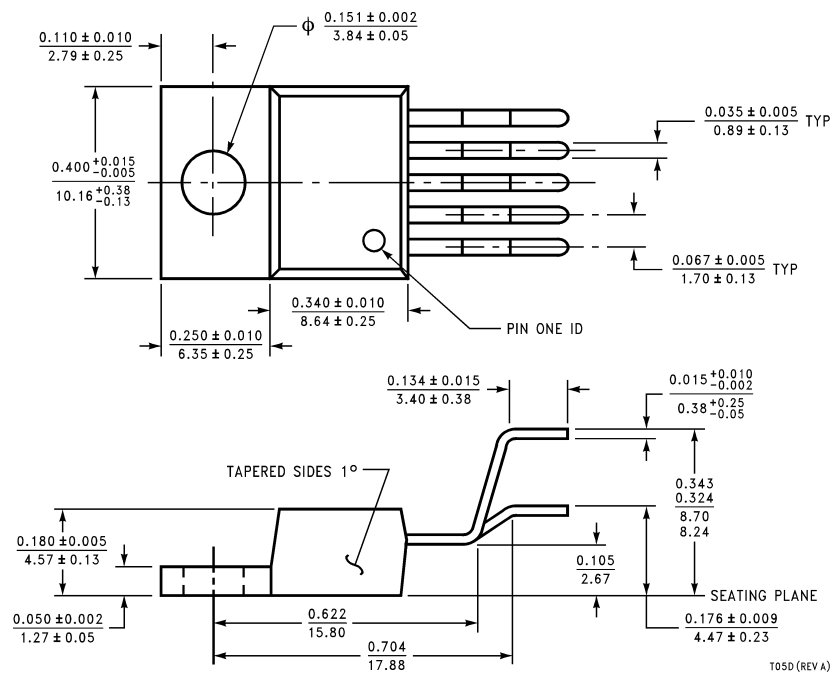 ϕ 0.151 ± 0.002
3.84 ± 0.05
0.110 ± 0.010
2.79 ± 0.25
0.035 ± 0.005 TYP
0.89 ± 0.13
0.400 +0.015 -0.005
10.16 +0.38 -0.13
0.067 ± 0.005 TYP
1.70 ± 0.13
0.340 ± 0.010
8.64 ± 0.25
PIN ONE ID
0.250 ± 0.010
6.35 ± 0.25
0.134 ± 0.015
3.40 ± 0.38
0.015 +0.010 -0.002
0.38 +0.25 -0.05
TAPERED SIDES 1°
0.343
0.324
8.70
8.24
0.180 ± 0.005
4.57 ± 0.13
0.105
2.67
SEATING PLANE
0.050 ± 0.002
1.27 ± 0.05
0.622
15.80
0.176 ± 0.009
4.47 ± 0.23
0.704
17.88
T05D (REV A)